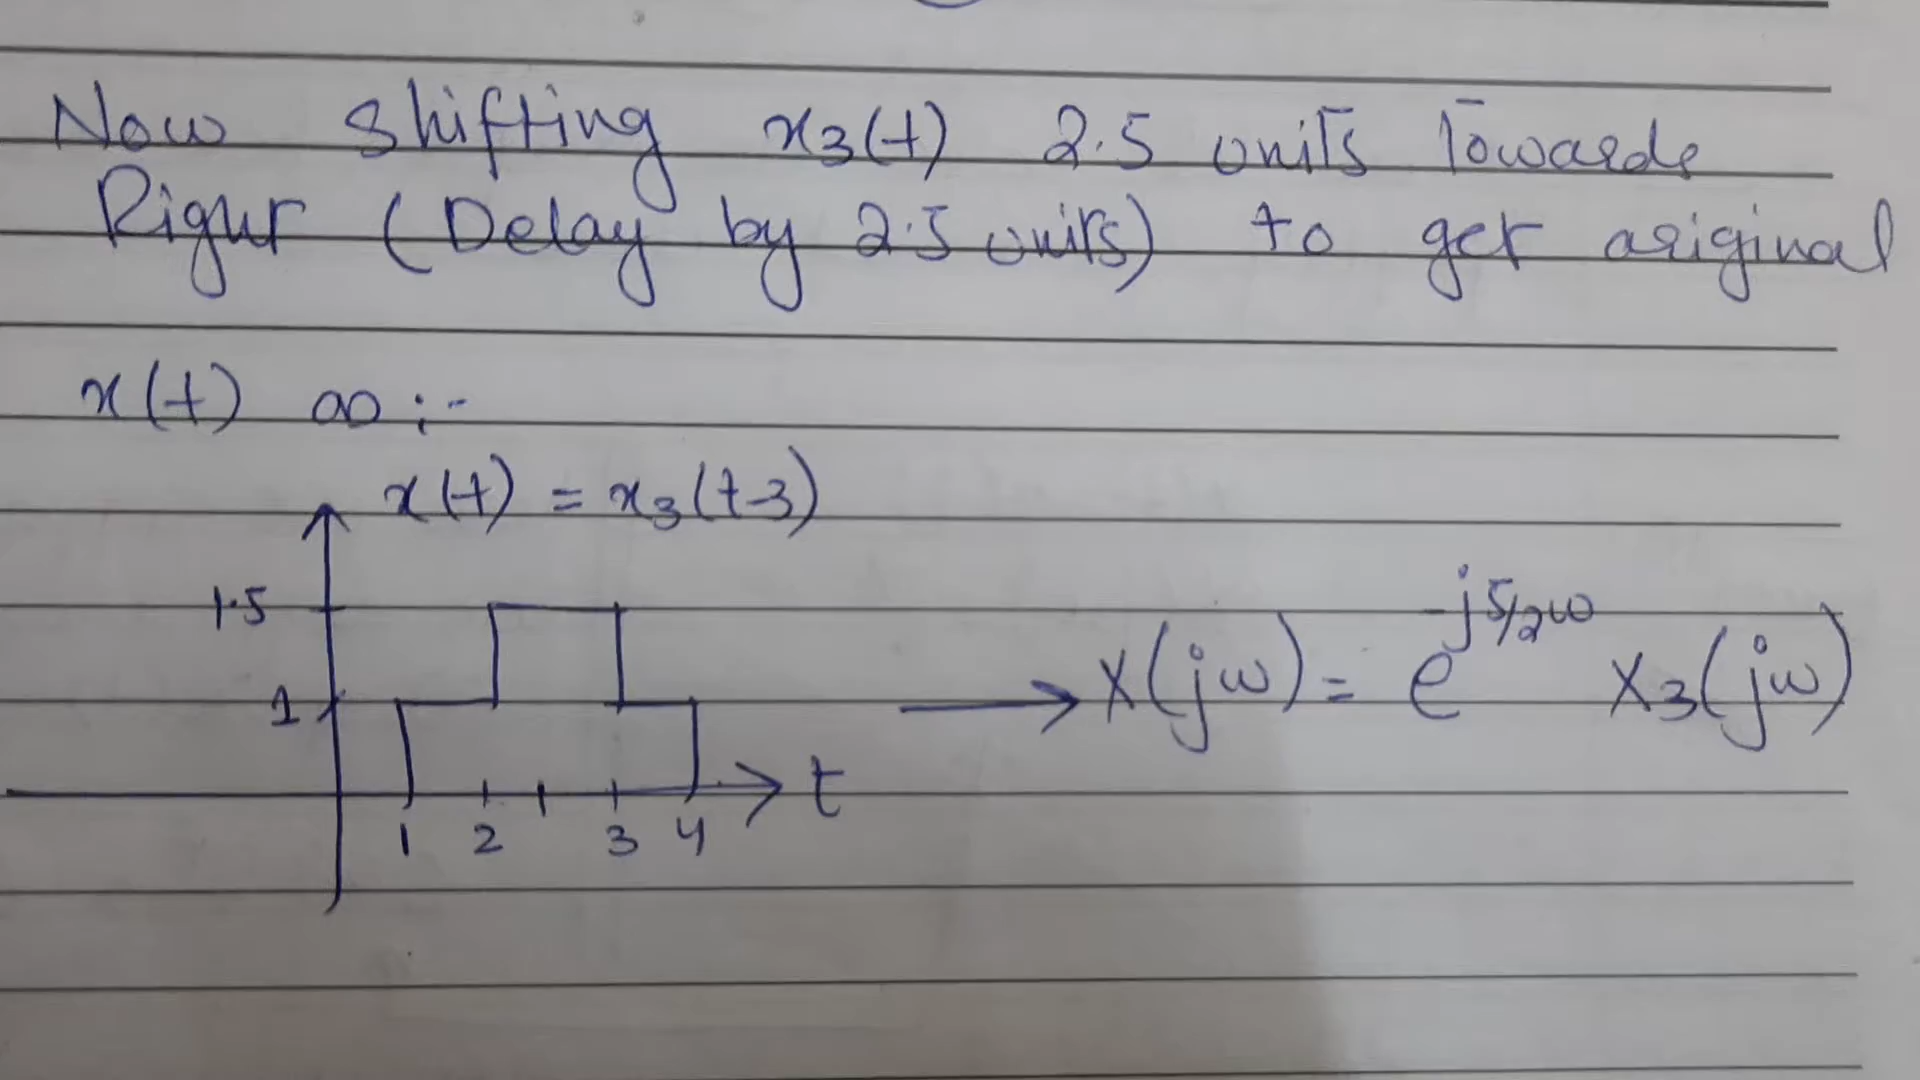 Now shifting x3(t) 2.5 units Towards
Right (Delay by 2.5 units) to get original
x(t) as :-
x(t) = x3(t-3)
1.5
1
1 2 3 4
t
X(jω) = e^-j5/2ω X3(jω)